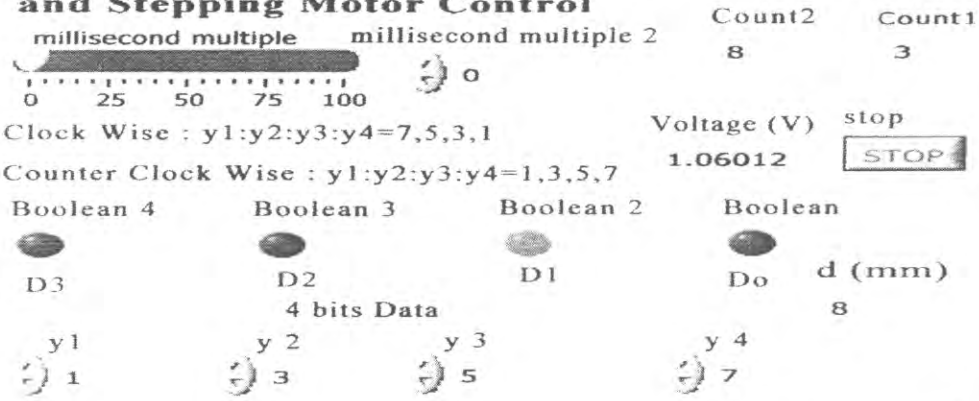 and Stepping Motor Control
Count2 Count1
millisecond multiple millisecond multiple 2
8 3
0
0 25 50 75 100
Voltage (V) stop
Clock Wise : y1:y2:y3:y4=7,5,3,1
1.06012 STOP
Counter Clock Wise : y1:y2:y3:y4=1,3,5,7
Boolean 4 Boolean 3 Boolean 2 Boolean
D3 D2 D1 Do d (mm)
4 bits Data 8
y1 y 2 y 3 y 4
1 3 5 7